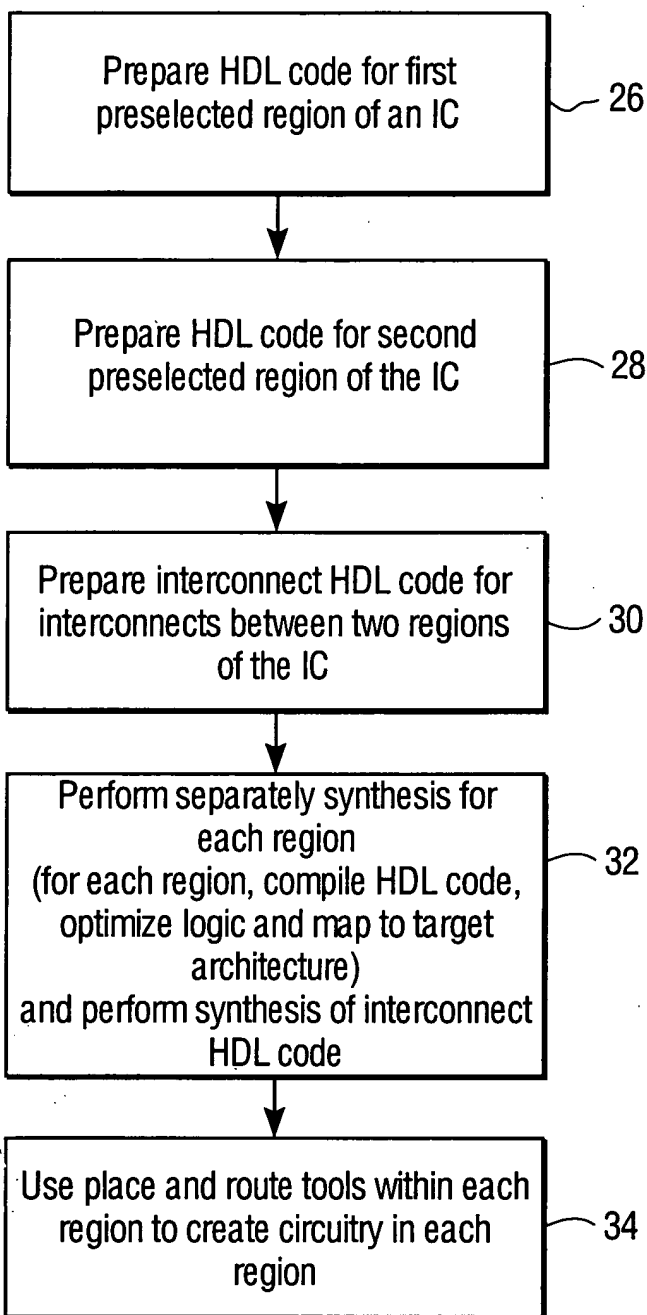 Prepare HDL code for first
preselected region of an IC
26
Prepare HDL code for second
preselected region of the IC
28
Prepare interconnect HDL code for
interconnects between two regions
of the IC
30
Perform separately synthesis for
each region
(for each region, compile HDL code,
optimize logic and map to target
architecture)
and perform synthesis of interconnect
HDL code
32
Use place and route tools within each
region to create circuitry in each
region
34